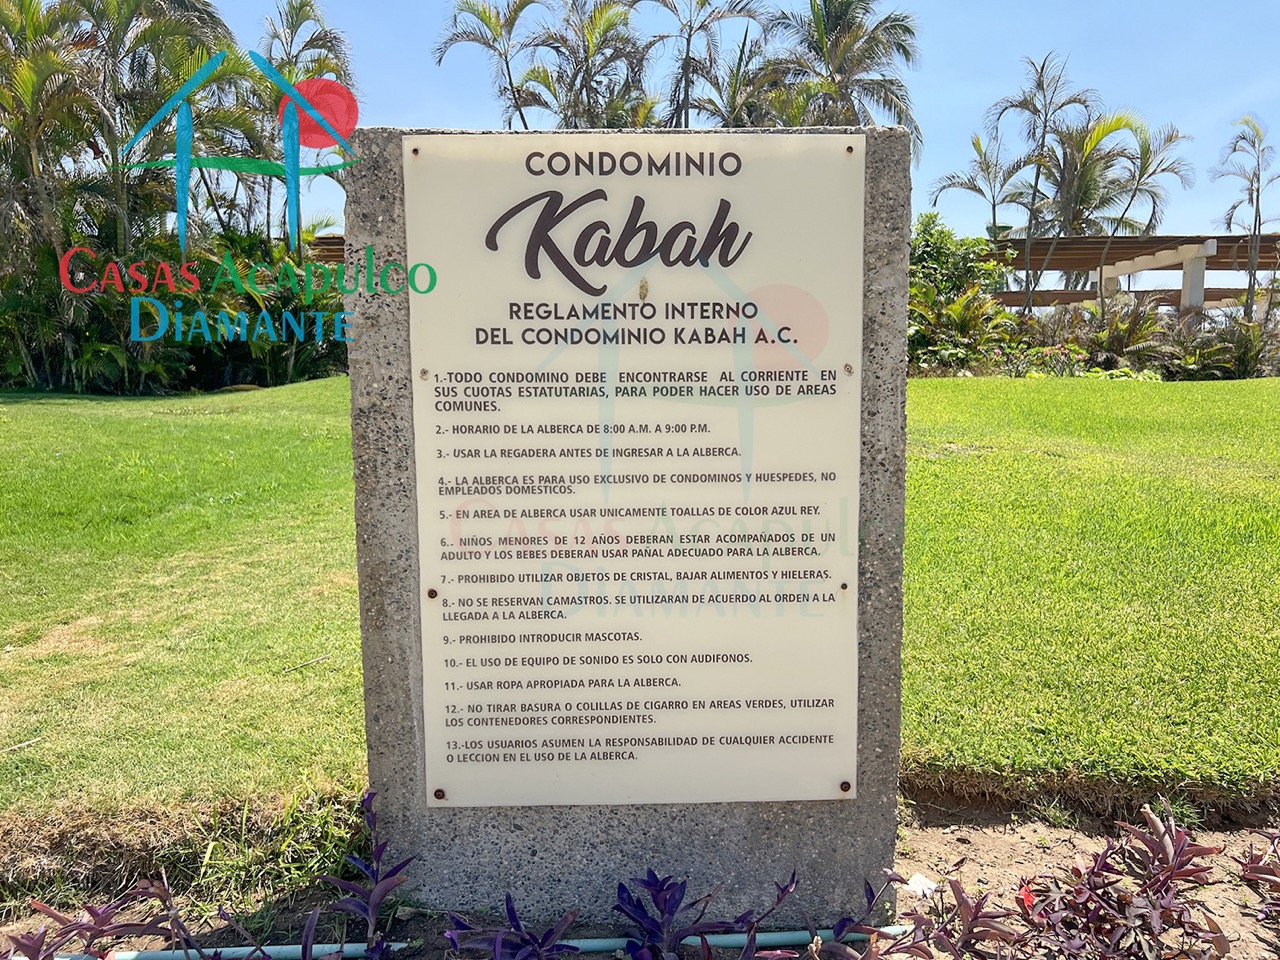 CONDOMINIO
Kabah
REGLAMENTO INTERNO
DEL CONDOMINIO KABAH A.C.
1.-TODO CONDOMINO DEBE ENCONTRARSE AL CORRIENTE EN
SUS CUOTAS ESTATUTARIAS, PARA PODER HACER USO DE AREAS
COMUNES.
2.- HORARIO DE LA ALBERCA DE 8:00 A.M. A 9:00 P.M.
3.- USAR LA REGADERA ANTES DE INGRESAR A LA ALBERCA.
4.- LA ALBERCA ES PARA USO EXCLUSIVO DE CONDOMINOS Y HUESPEDES, NO
EMPLEADOS DOMESTICOS.
5.- EN AREA DE ALBERCA USAR UNICAMENTE TOALLAS DE COLOR AZUL REY.
6.- NIÑOS MENORES DE 12 AÑOS DEBERAN ESTAR ACOMPAÑADOS DE UN
ADULTO Y LOS BEBES DEBERAN USAR PAÑAL ADECUADO PARA LA ALBERCA.
7.- PROHIBIDO UTILIZAR OBJETOS DE CRISTAL, BAJAR ALIMENTOS Y HIELERAS.
8.- NO SE RESERVAN CAMASTROS. SE UTILIZARAN DE ACUERDO AL ORDEN A LA
LLEGADA A LA ALBERCA.
9.- PROHIBIDO INTRODUCIR MASCOTAS.
10.- EL USO DE EQUIPO DE SONIDO ES SOLO CON AUDIFONOS.
11.- USAR ROPA APROPIADA PARA LA ALBERCA.
12.- NO TIRAR BASURA O COLILLAS DE CIGARRO EN AREAS VERDES, UTILIZAR
LOS CONTENEDORES CORRESPONDIENTES.
13.-LOS USUARIOS ASUMEN LA RESPONSABILIDAD DE CUALQUIER ACCIDENTE
O LECCION EN EL USO DE LA ALBERCA.
CASAS ACAPULCO
DIAMANTE
CASAS ACAPULCO
DIAMANTE